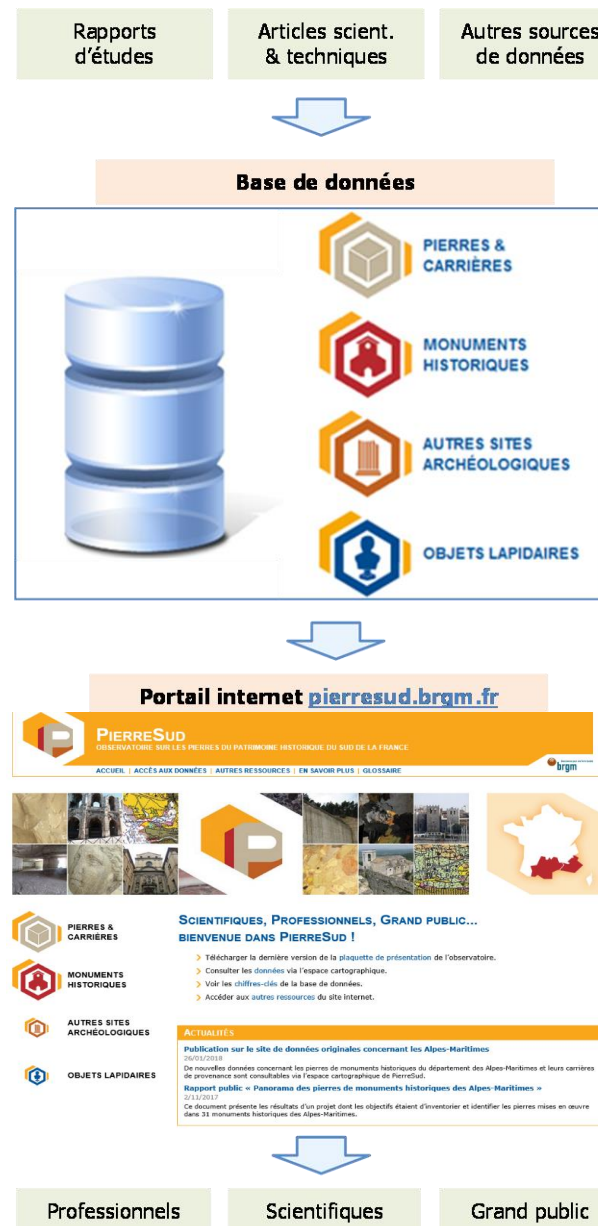 Rapports
d'études
Articles scient.
& techniques
Autres sources
de données
Base de données
PIERRES &
CARRIÈRES
MONUMENTS
HISTORIQUES
AUTRES SITES
ARCHÉOLOGIQUES
OBJETS LAPIDAIRES
Portail internet pierresud.brgm.fr
PIERRESUD
OBSERVATOIRE SUR LES PIERRES DU PATRIMOINE HISTORIQUE DU SUD DE LA FRANCE
ACCUEIL | ACCÈS AUX DONNÉES | AUTRES RESSOURCES | EN SAVOIR PLUS | GLOSSAIRE
brgm
PIERRES &
CARRIÈRES
MONUMENTS
HISTORIQUES
AUTRES SITES
ARCHÉOLOGIQUES
OBJETS LAPIDAIRES
SCIENTIFIQUES, PROFESSIONNELS, GRAND PUBLIC...
BIENVENUE DANS PIERRESUD !
Télécharger la dernière version de la plaquette de présentation de l'observatoire.
Consulter les données via l'espace cartographique.
Voir les chiffres-clés de la base de données.
Accéder aux autres ressources du site internet.
ACTUALITÉS
Publication sur le site de données originales concernant les Alpes-Maritimes
26/01/2018
De nouvelles données concernant les pierres de monuments historiques du département des Alpes-Maritimes et leurs carrières
de provenance sont consultables via l'espace cartographique de PierreSud.
Rapport public « Panorama des pierres de monuments historiques des Alpes-Maritimes »
2/11/2017
Ce document présente les résultats d'un projet dont les objectifs étaient d'inventorier et identifier les pierres mises en œuvre
dans 31 monuments historiques des Alpes-Maritimes.
Professionnels
Scientifiques
Grand public